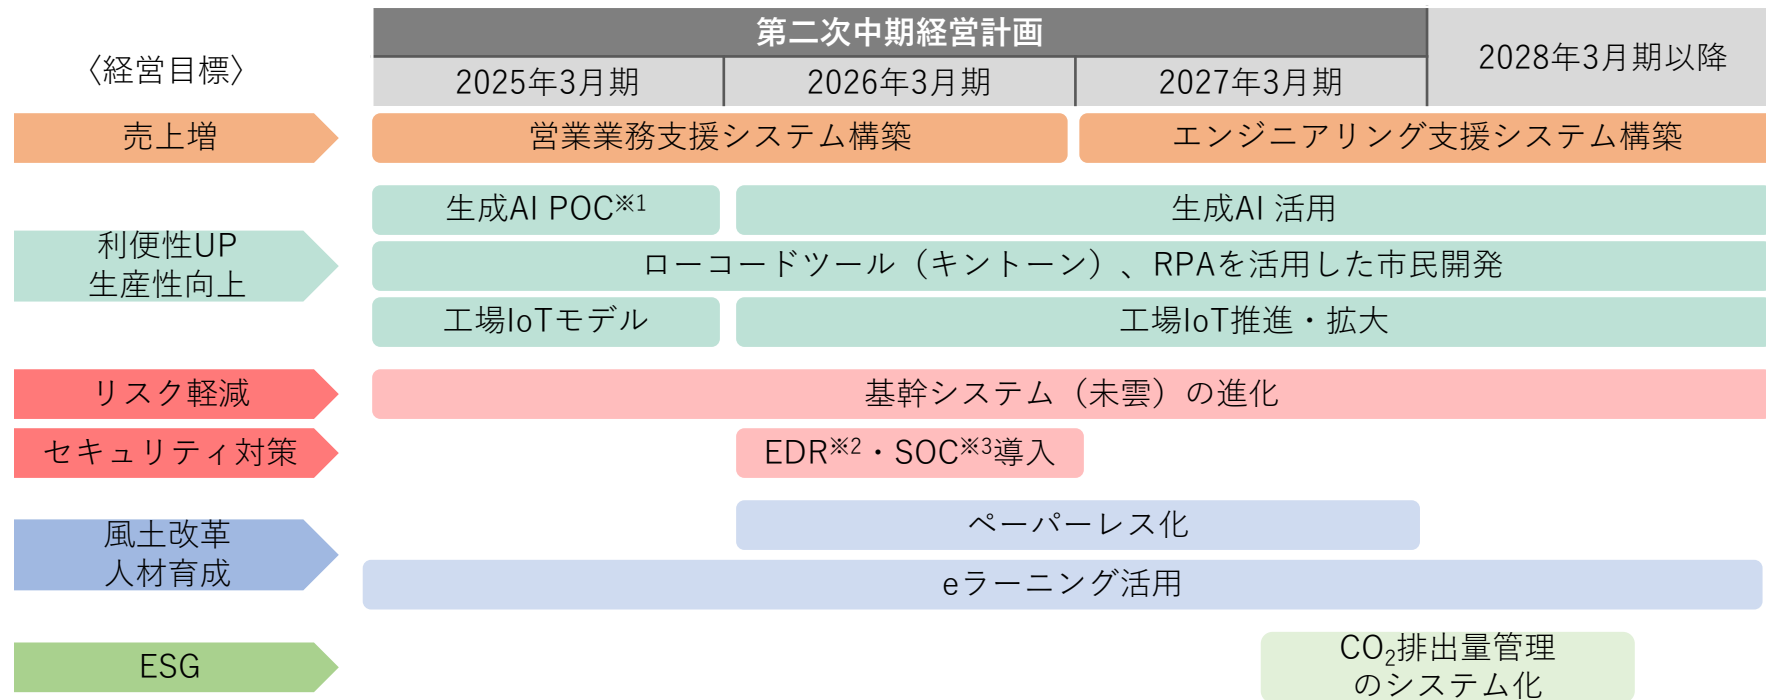 第二次中期経営計画
〈経営目標〉
2025年3月期
2026年3月期
2027年3月期
2028年3月期以降
売上増
営業業務支援システム構築
エンジニアリング支援システム構築
利便性UP
生産性向上
生成AI POC※1
生成AI 活用
ローコードツール（キントーン）、RPAを活用した市民開発
工場IoTモデル
工場IoT推進・拡大
リスク軽減
基幹システム（未雲）の進化
セキュリティ対策
EDR※2・SOC※3導入
風土改革
人材育成
ペーパーレス化
eラーニング活用
ESG
CO₂排出量管理
のシステム化